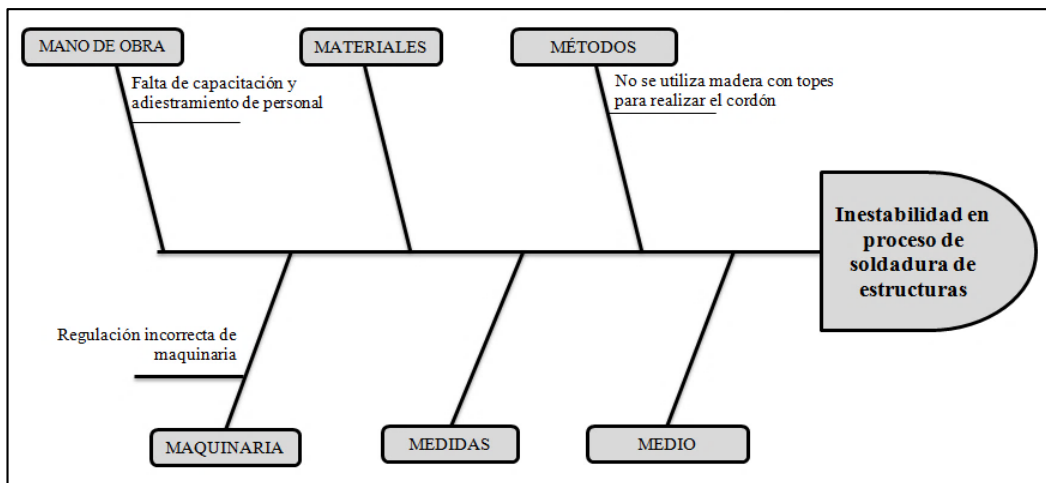 MANO DE OBRA
MATERIALES
MÉTODOS
Falta de capacitación y
adiestramiento de personal
No se utiliza madera con topes
para realizar el cordón
Inestabilidad en
proceso de
soldadura de
estructuras
Regulación incorrecta de
maquinaria
MAQUINARIA
MEDIDAS
MEDIO